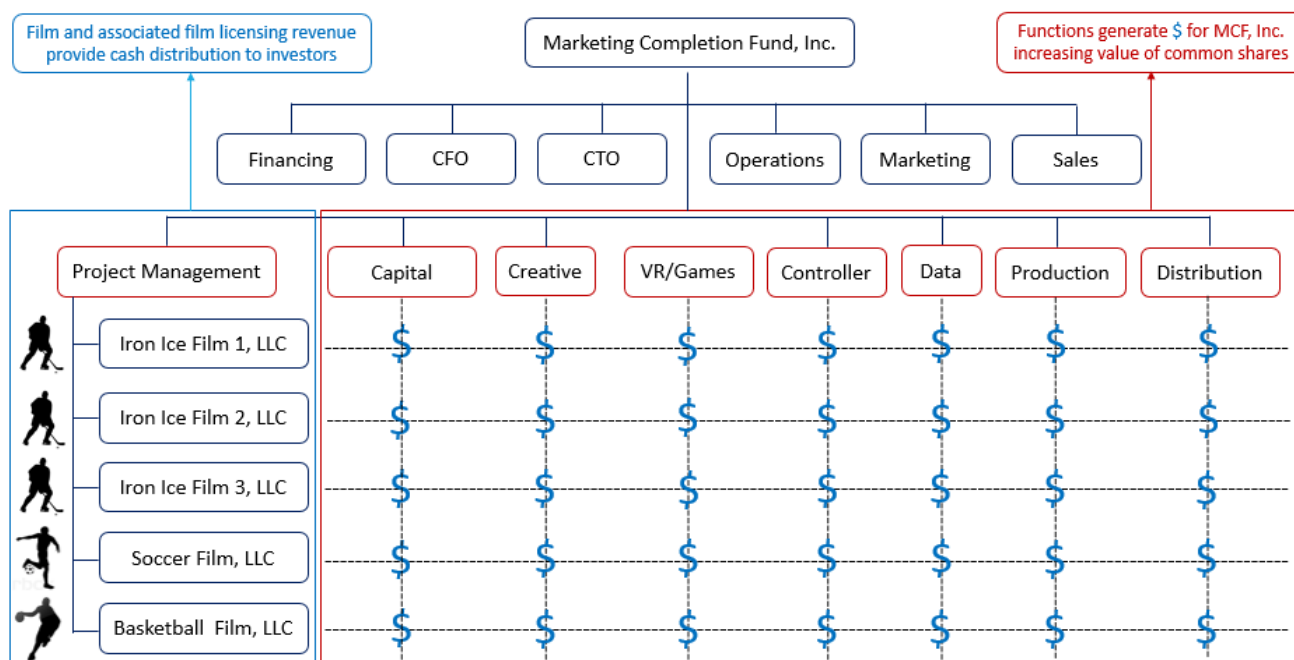 Film and associated film licensing revenue
provide cash distribution to investors
Marketing Completion Fund, Inc.
Functions generate $ for MCF, Inc.
increasing value of common shares
Financing
CFO
CTO
Operations
Marketing
Sales
Project Management
Capital
Creative
VR/Games
Controller
Data
Production
Distribution
Iron Ice Film 1, LLC
$ $ $ $ $ $ $
Iron Ice Film 2, LLC
$ $ $ $ $ $ $
Iron Ice Film 3, LLC
$ $ $ $ $ $ $
Soccer Film, LLC
$ $ $ $ $ $ $
Basketball Film, LLC
$ $ $ $ $ $ $